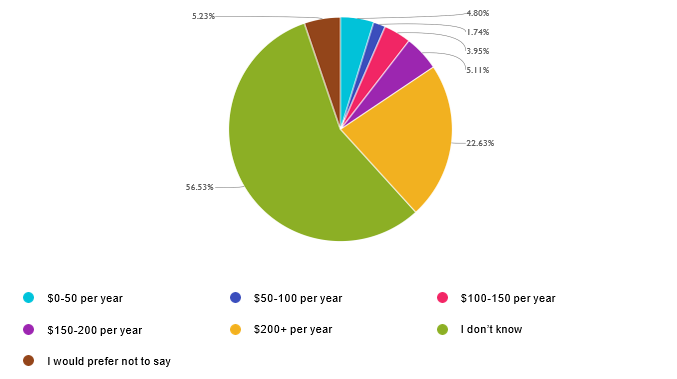 5.23%
4.80%
1.74%
3.95%
5.11%
22.63%
56.53%
$0-50 per year
$50-100 per year
$100-150 per year
$150-200 per year
$200+ per year
I don't know
I would prefer not to say